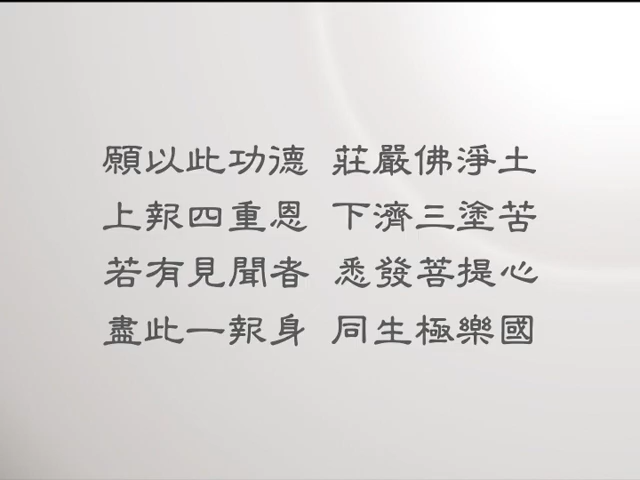 願以此功德 莊嚴佛淨土
上報四重恩 下濟三塗苦
若有見聞者 悉發菩提心
盡此一報身 同生極樂國